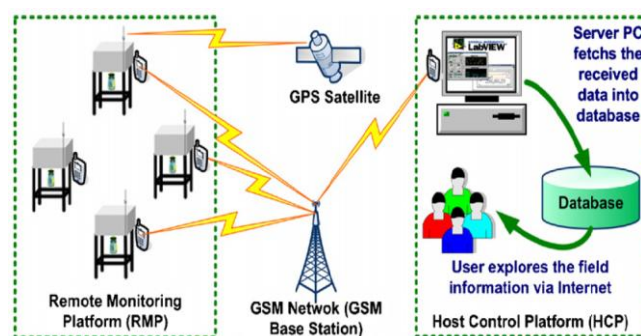 LabVIEW
Server PC
fetchs the
received
data into
database
GPS Satellite
Database
User explores the field
information via Internet
Remote Monitoring
Platform (RMP)
GSM Netwok (GSM
Base Station)
Host Control Platform (HCP)